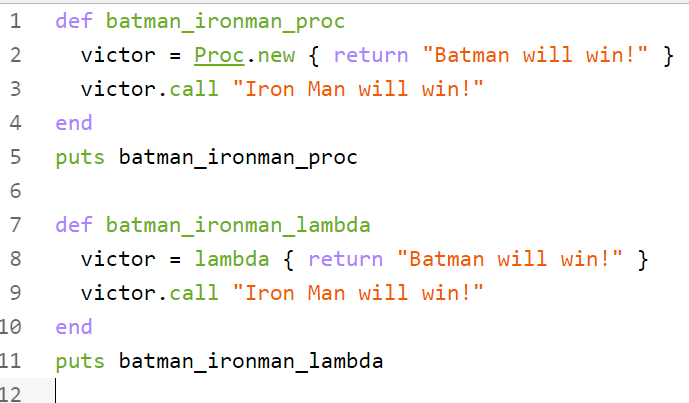 1 def batman_ironman_proc
2   victor = Proc.new { return "Batman will win!" }
3   victor.call "Iron Man will win!"
4 end
5 puts batman_ironman_proc
6
7 def batman_ironman_lambda
8   victor = lambda { return "Batman will win!" }
9   victor.call "Iron Man will win!"
10 end
11 puts batman_ironman_lambda
12